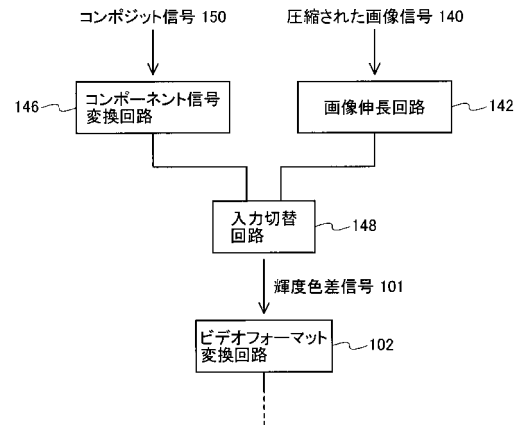 コンポジット信号 150
圧縮された画像信号 140
146
コンポーネント信号
変換回路
画像伸長回路
142
入力切替
回路
148
輝度色差信号 101
ビデオフォーマット
変換回路
102